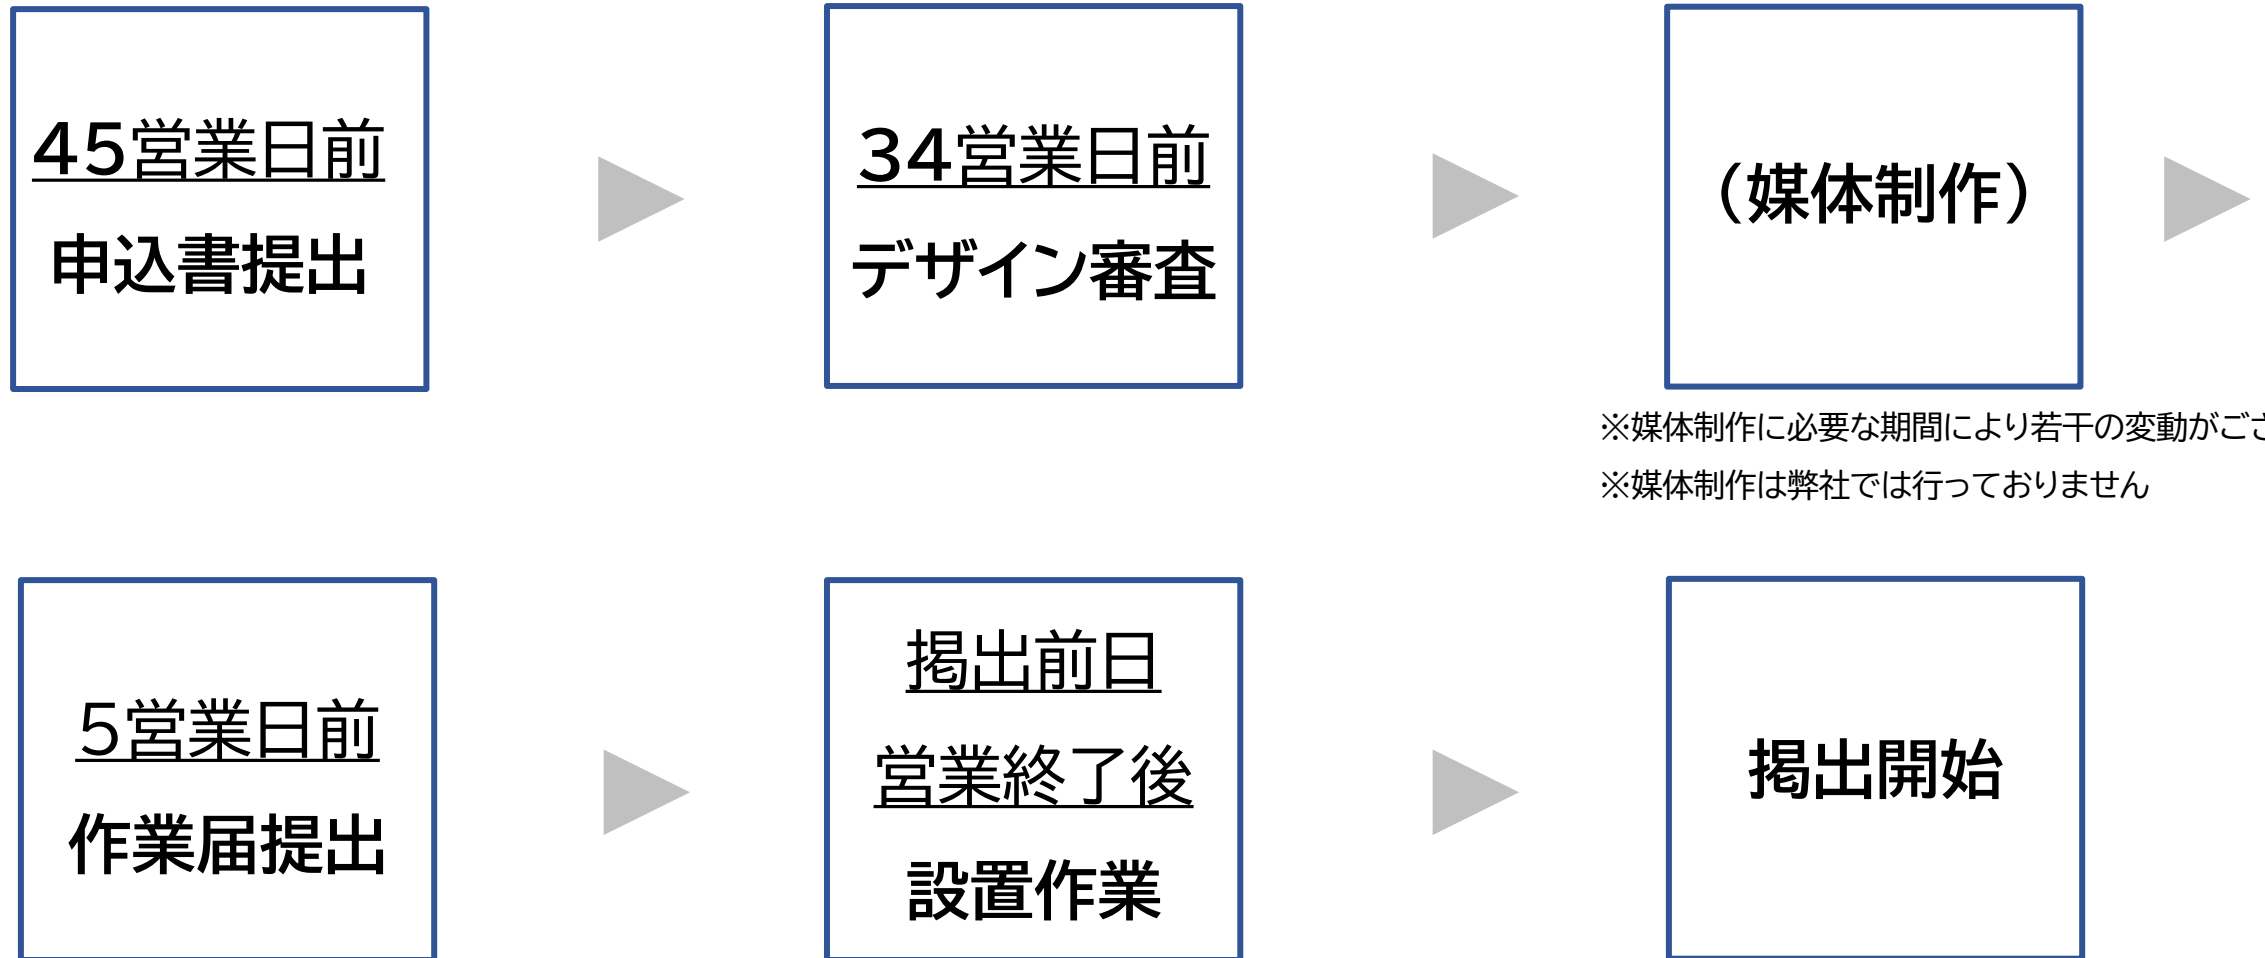 45営業日前
申込書提出
34営業日前
デザイン審査
（媒体制作）
※媒体制作に必要な期間により若干の変動がござ
※媒体制作は弊社では行っておりません
5営業日前
作業届提出
掲出前日
営業終了後
設置作業
掲出開始